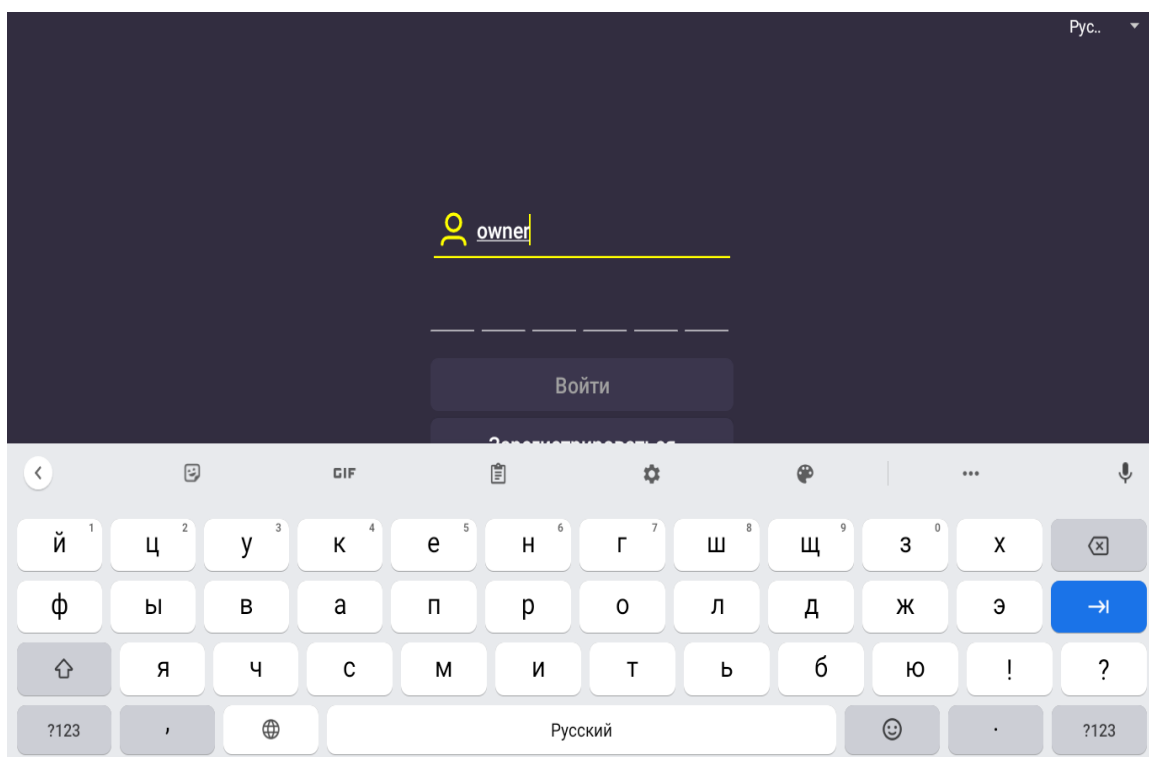 Рус..
owner
Войти
GIF
й 1 ц 2 у 3 к 4 е 5 н 6 г 7 ш 8 щ 9 з 0 х
ф ы в а п р о л д ж э
я ч с м и т ь б ю ! ?
?123 , Русский . ?123